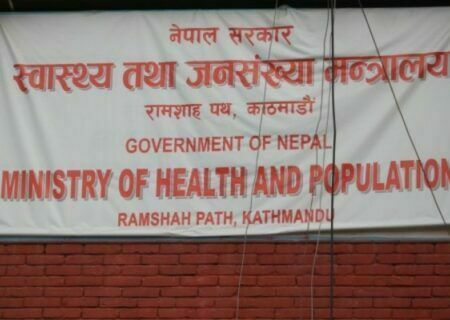 नेपाल सरकार
स्वास्थ्य तथा जनसंख्या मन्त्रालय
रामशाह पथ, काठमाडौं
GOVERNMENT OF NEPAL
MINISTRY OF HEALTH AND POPULATION
RAMSHAH PATH, KATHMANDU